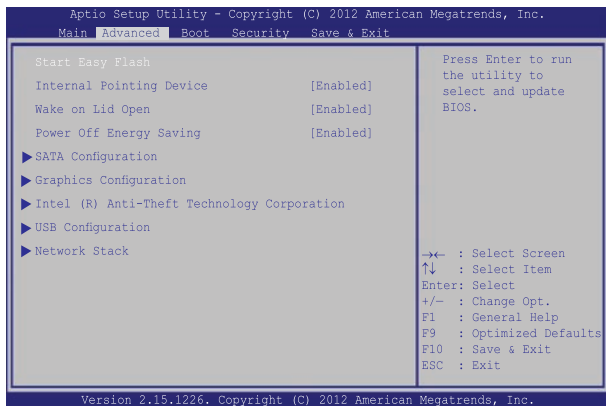 Aptio Setup Utility - Copyright (C) 2012 American Megatrends, Inc.
Main Advanced Boot Security Save & Exit
Start Easy Flash
Internal Pointing Device [Enabled]
Wake on Lid Open [Enabled]
Power Off Energy Saving [Enabled]
SATA Configuration
Graphics Configuration
Intel (R) Anti-Theft Technology Corporation
USB Configuration
Network Stack
Press Enter to run
the utility to
select and update
BIOS.
→← : Select Screen
↑↓ : Select Item
Enter: Select
+/— : Change Opt.
F1 : General Help
F9 : Optimized Defaults
F10 : Save & Exit
ESC : Exit
Version 2.15.1226. Copyright (C) 2012 American Megatrends, Inc.